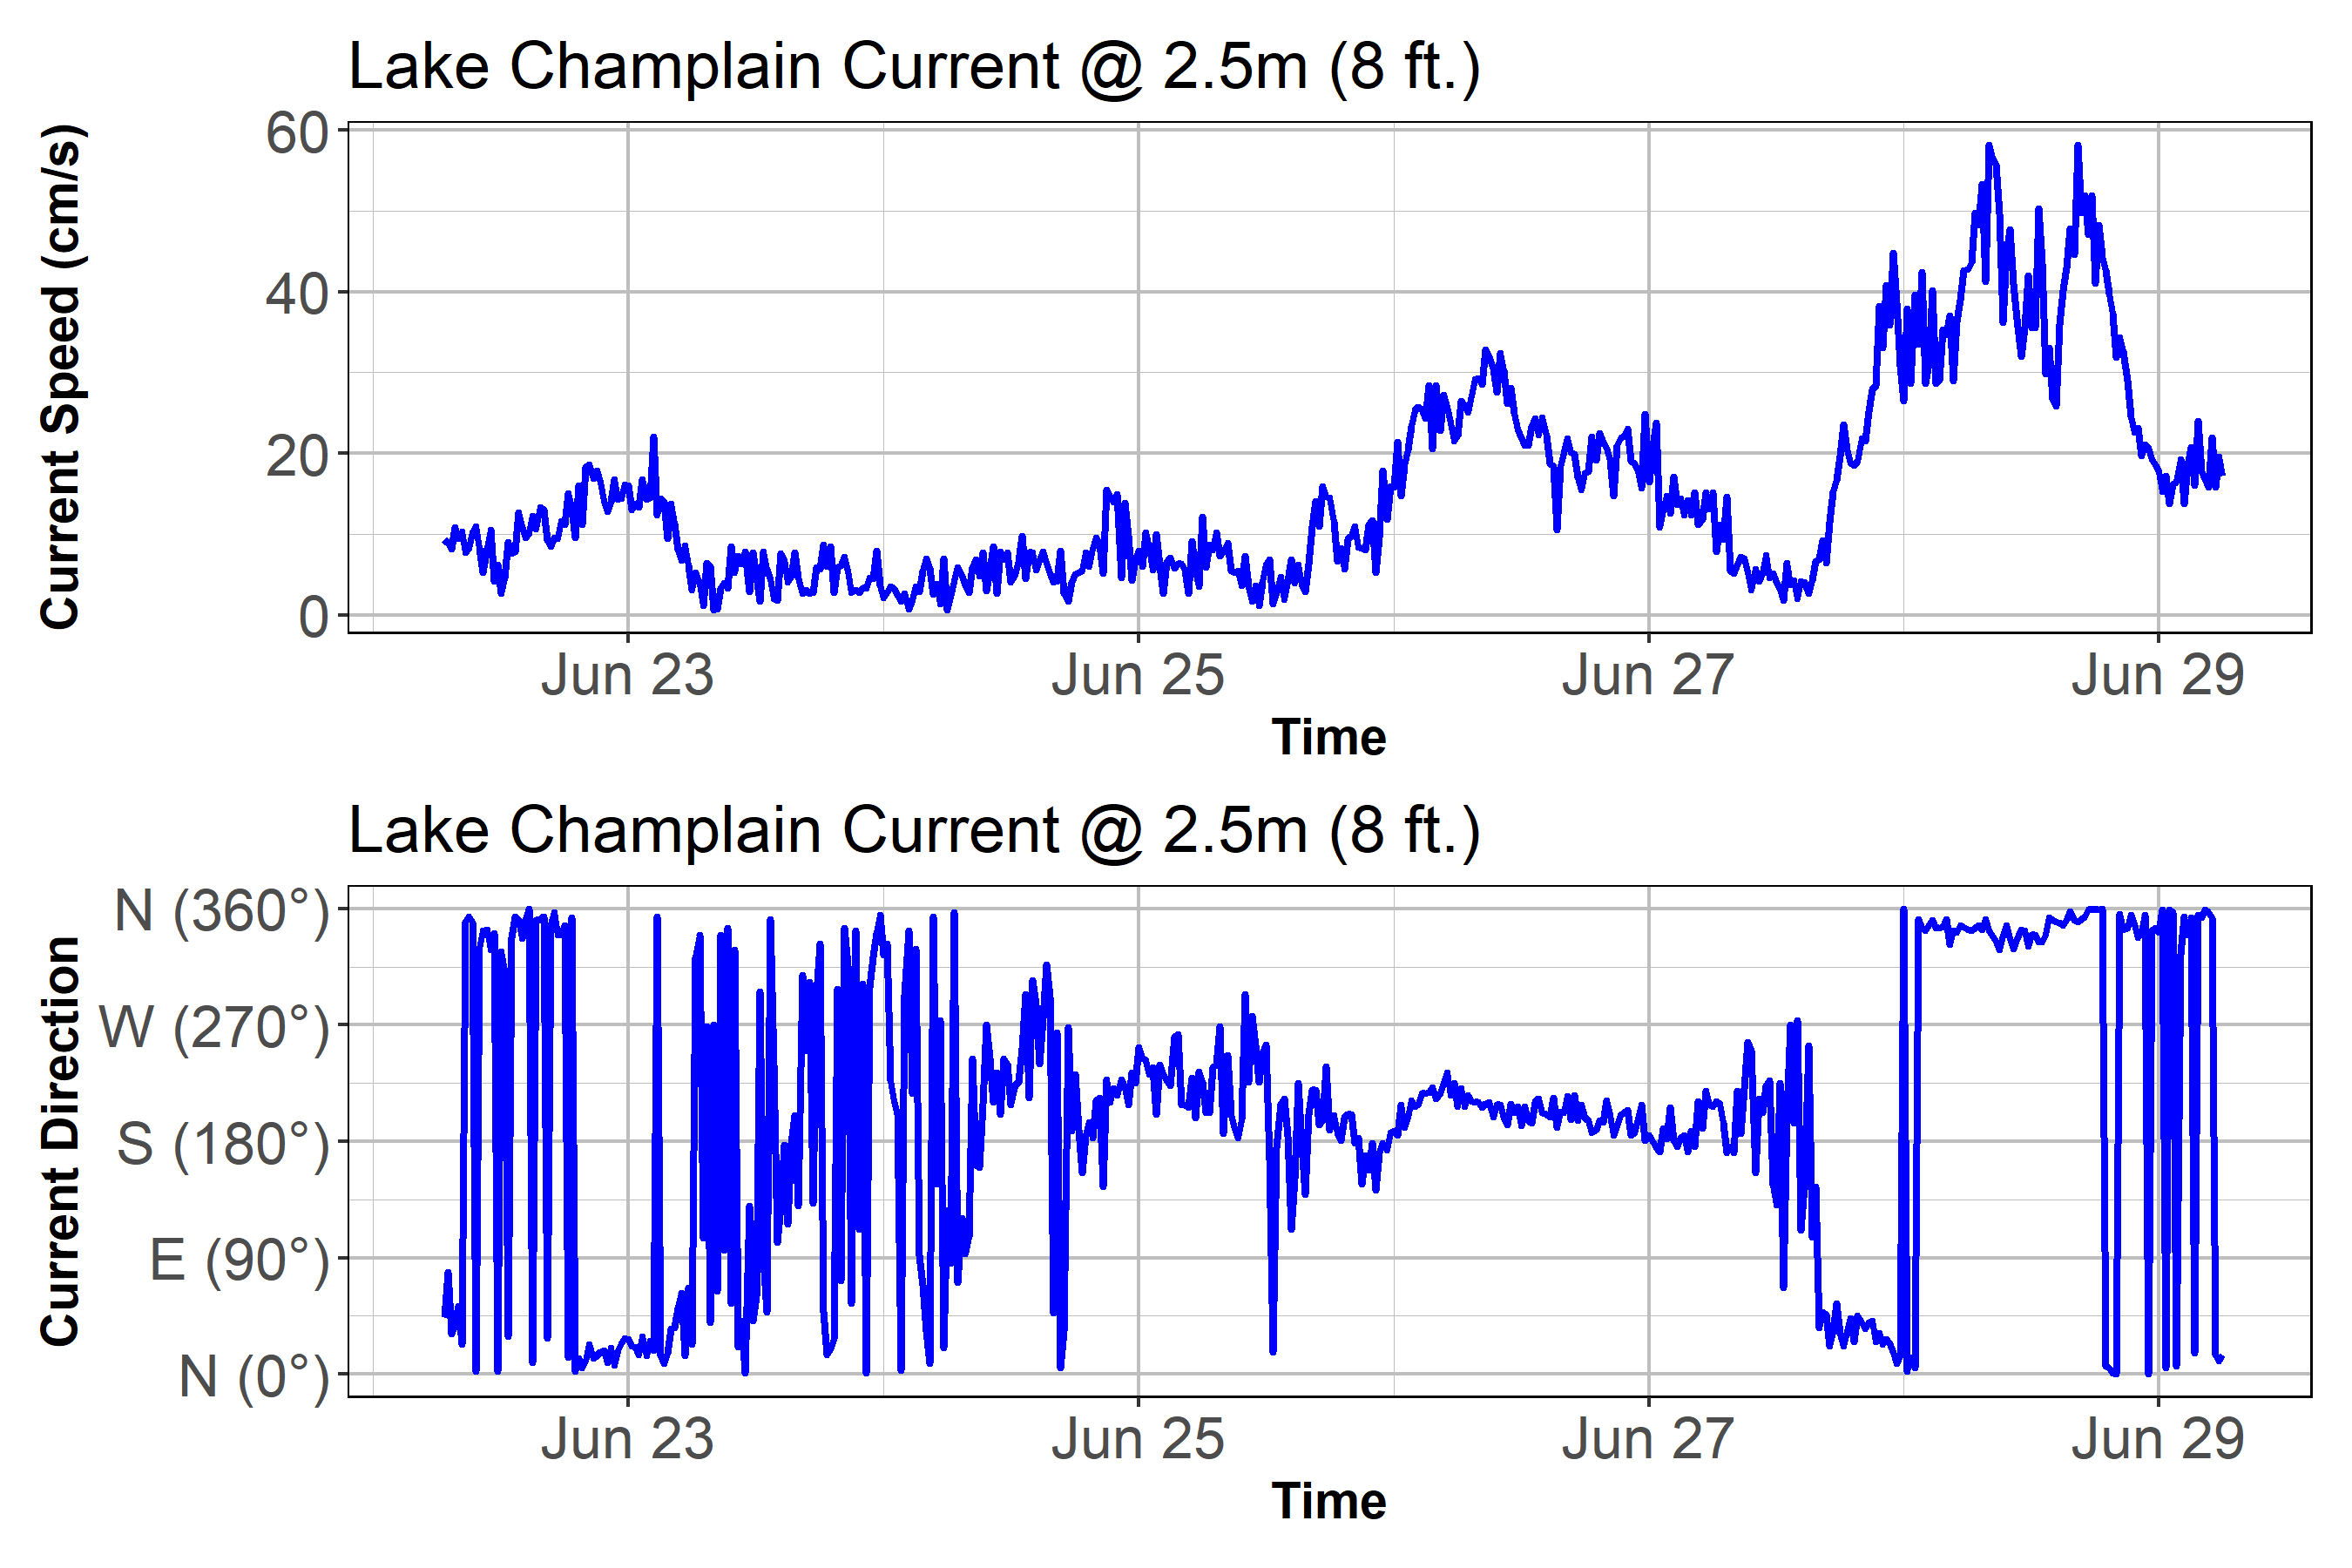 Lake Champlain Current @ 2.5m (8 ft.)
Current Speed (cm/s)
60
40
20
0
Jun 23 Jun 25 Jun 27 Jun 29
Time
Lake Champlain Current @ 2.5m (8 ft.)
Current Direction
N (360°)
W (270°)
S (180°)
E (90°)
N (0°)
Jun 23 Jun 25 Jun 27 Jun 29
Time